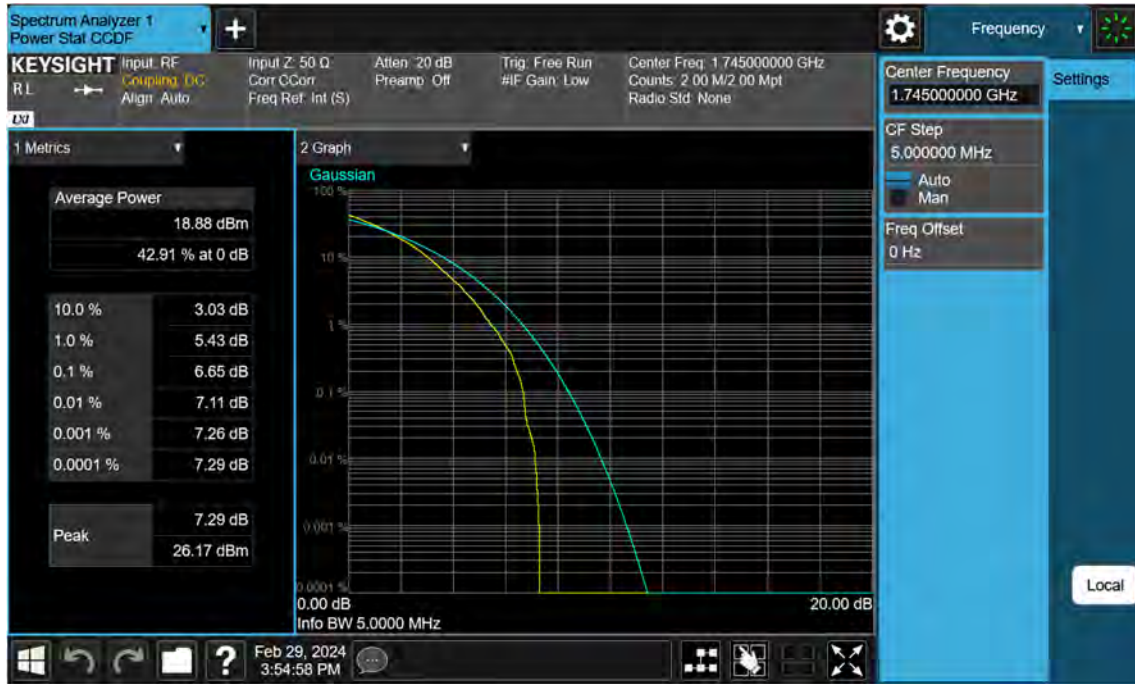 Spectrum Analyzer 1
Power Stat CCDF
+
Frequency
KEYSIGHT
RL
LXI
Input: RF
Coupling: DC
Align: Auto
Input Z: 50 Ω
Corr CCorr
Freq Ref: Int (S)
Atten: 20 dB
Preamp: Off
Trig: Free Run
#IF Gain: Low
Center Freq: 1.745000000 GHz
Counts: 2.00 M/2.00 Mpt
Radio Std: None
Center Frequency
1.745000000 GHz
Settings
CF Step
5.000000 MHz
Auto
Man
Freq Offset
0 Hz
Local
1 Metrics
Average Power
18.88 dBm
42.91 % at 0 dB
10.0 % 3.03 dB
1.0 % 5.43 dB
0.1 % 6.65 dB
0.01 % 7.11 dB
0.001 % 7.26 dB
0.0001 % 7.29 dB
Peak
7.29 dB
26.17 dBm
2 Graph
Gaussian
100 %
10 %
1 %
0.1 %
0.01 %
0.001 %
0.0001 %
0.00 dB 20.00 dB
Info BW 5.0000 MHz
?
Feb 29, 2024
3:54:58 PM